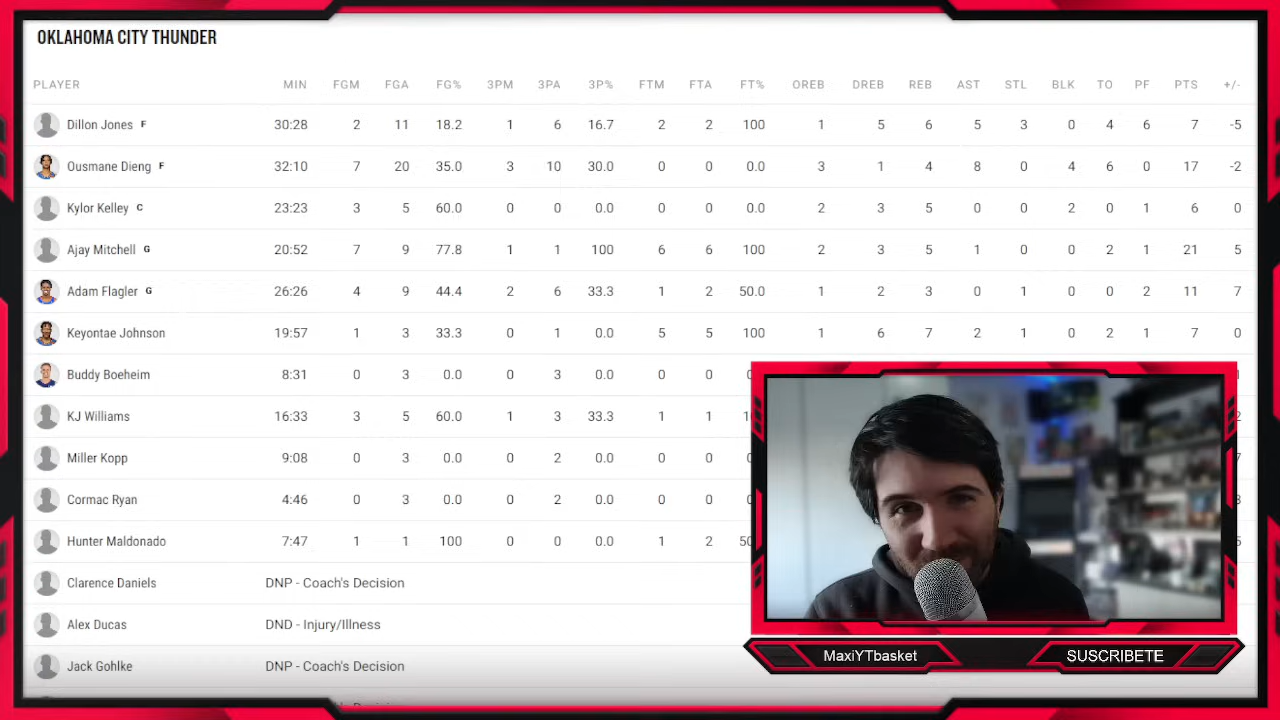 OKLAHOMA CITY THUNDER
PLAYER MIN FGM FGA FG% 3PM 3PA 3P% FTM FTA FT% OREB DREB REB AST STL BLK TO PF PTS +/-
Dillon Jones F 30:28 2 11 18.2 1 6 16.7 2 2 100 1 5 6 5 3 0 4 6 7 -5
Ousmane Dieng F 32:10 7 20 35.0 3 10 30.0 0 0 0.0 3 1 4 8 0 4 6 0 17 -2
Kylor Kelley C 23:23 3 5 60.0 0 0 0.0 0 0 0.0 2 3 5 0 0 2 0 1 6 0
Ajay Mitchell G 20:52 7 9 77.8 1 1 100 6 6 100 2 3 5 1 0 0 2 1 21 5
Adam Flagler G 26:26 4 9 44.4 2 6 33.3 1 2 50.0 1 2 3 0 1 0 0 2 11 7
Keyontae Johnson 19:57 1 3 33.3 0 1 0.0 5 5 100 1 6 7 2 1 0 2 1 7 0
Buddy Boeheim 8:31 0 3 0.0 0 3 0.0 0 0
KJ Williams 16:33 3 5 60.0 1 3 33.3 1 1
Miller Kopp 9:08 0 3 0.0 0 2 0.0 0 0
Cormac Ryan 4:46 0 3 0.0 0 2 0.0 0 0
Hunter Maldonado 7:47 1 1 100 0 0 0.0 1 2
Clarence Daniels DNP - Coach's Decision
Alex Ducas DND - Injury/Illness
Jack Gohlke DNP - Coach's Decision
MaxiYTbasket
SUSCRIBETE